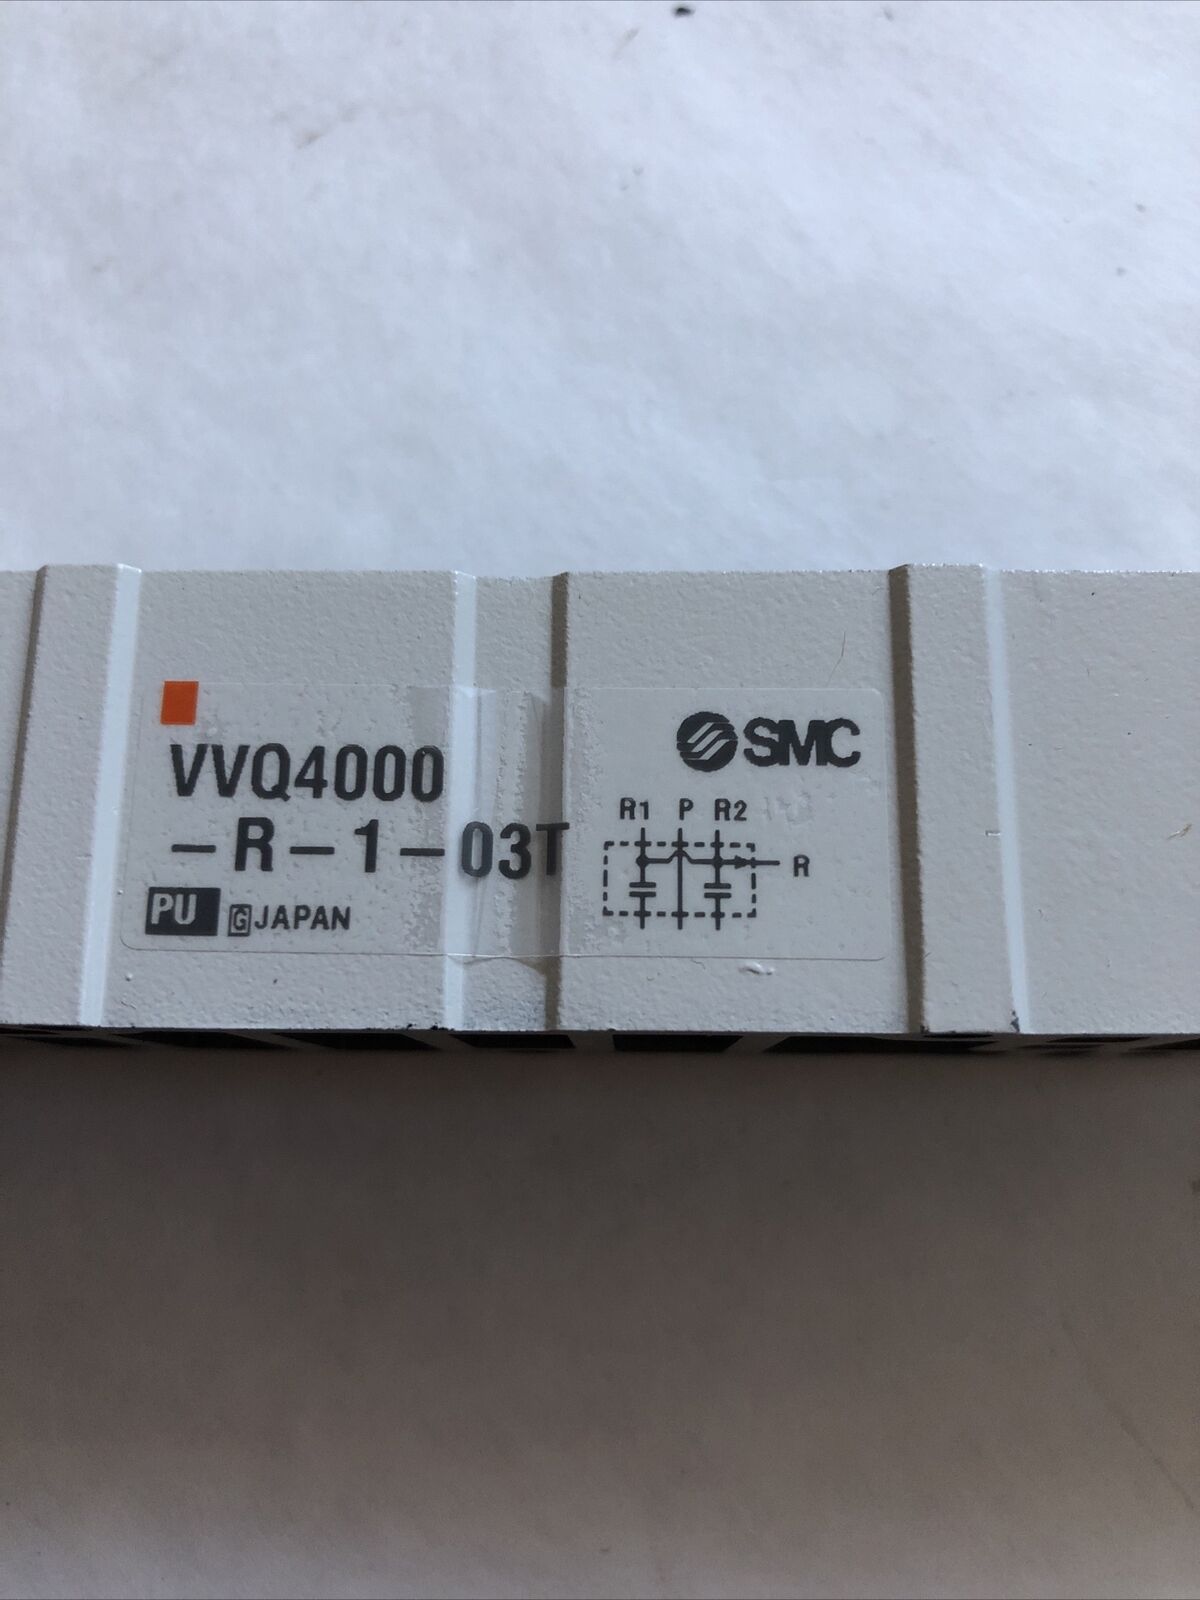 VVQ4000
-R-1-03T
PU G JAPAN
SMC
R1 P R2
R